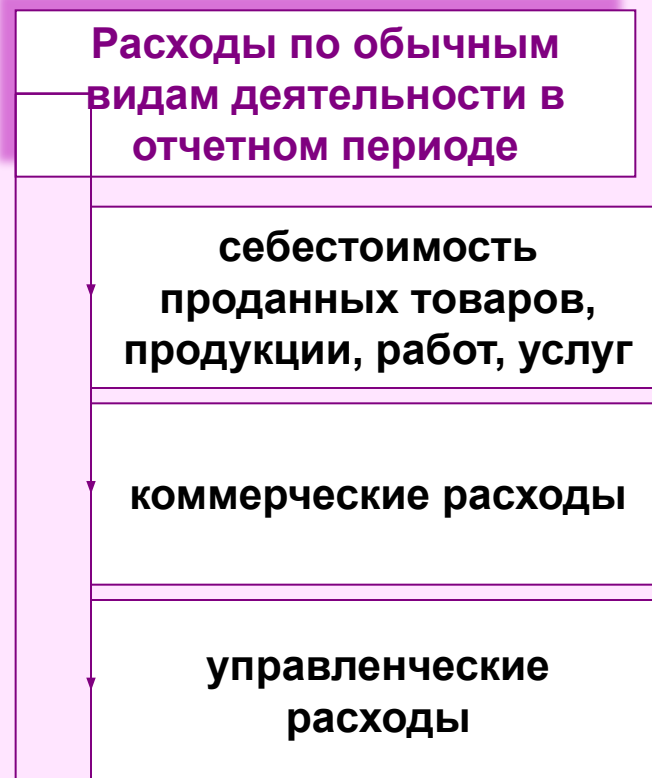 Расходы по обычным
видам деятельности в
отчетном периоде
себестоимость
проданных товаров,
продукции, работ, услуг
коммерческие расходы
управленческие
расходы